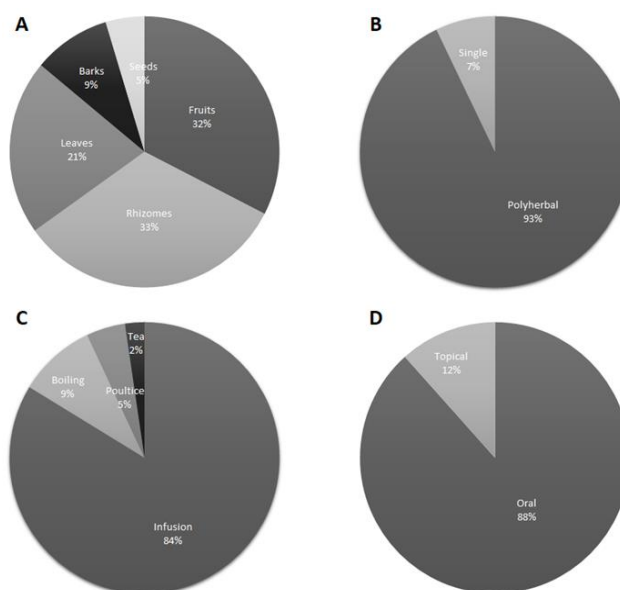 A
Seeds
5%
Barks
9%
Fruits
32%
Leaves
21%
Rhizomes
33%
B
Single
7%
Polyherbal
93%
C
Tea
2%
Boiling
9%
Poultice
5%
Infusion
84%
D
Topical
12%
Oral
88%